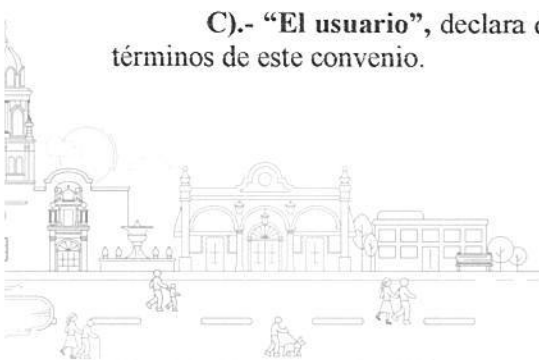 C).- “El usuario”, declara
términos de este convenio.